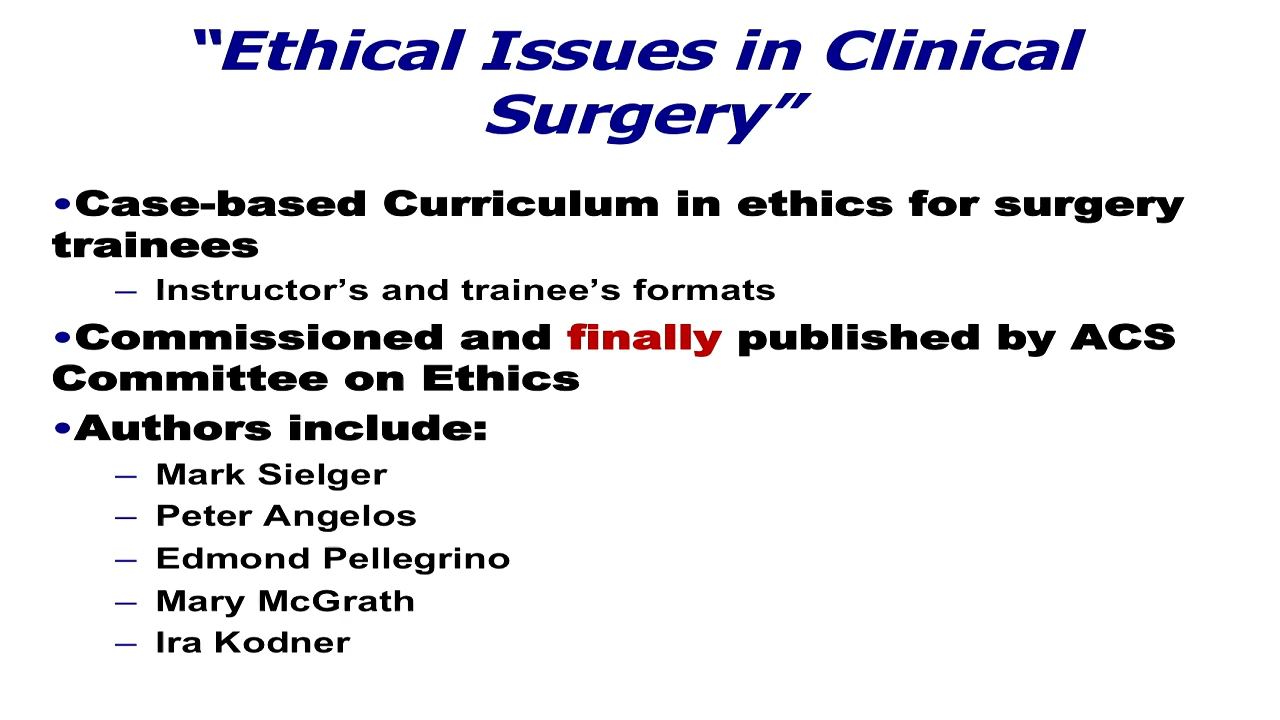 “Ethical Issues in Clinical
Surgery”
•Case-based Curriculum in ethics for surgery
trainees
– Instructor’s and trainee’s formats
•Commissioned and finally published by ACS
Committee on Ethics
•Authors include:
– Mark Sielger
– Peter Angelos
– Edmond Pellegrino
– Mary McGrath
– Ira Kodner